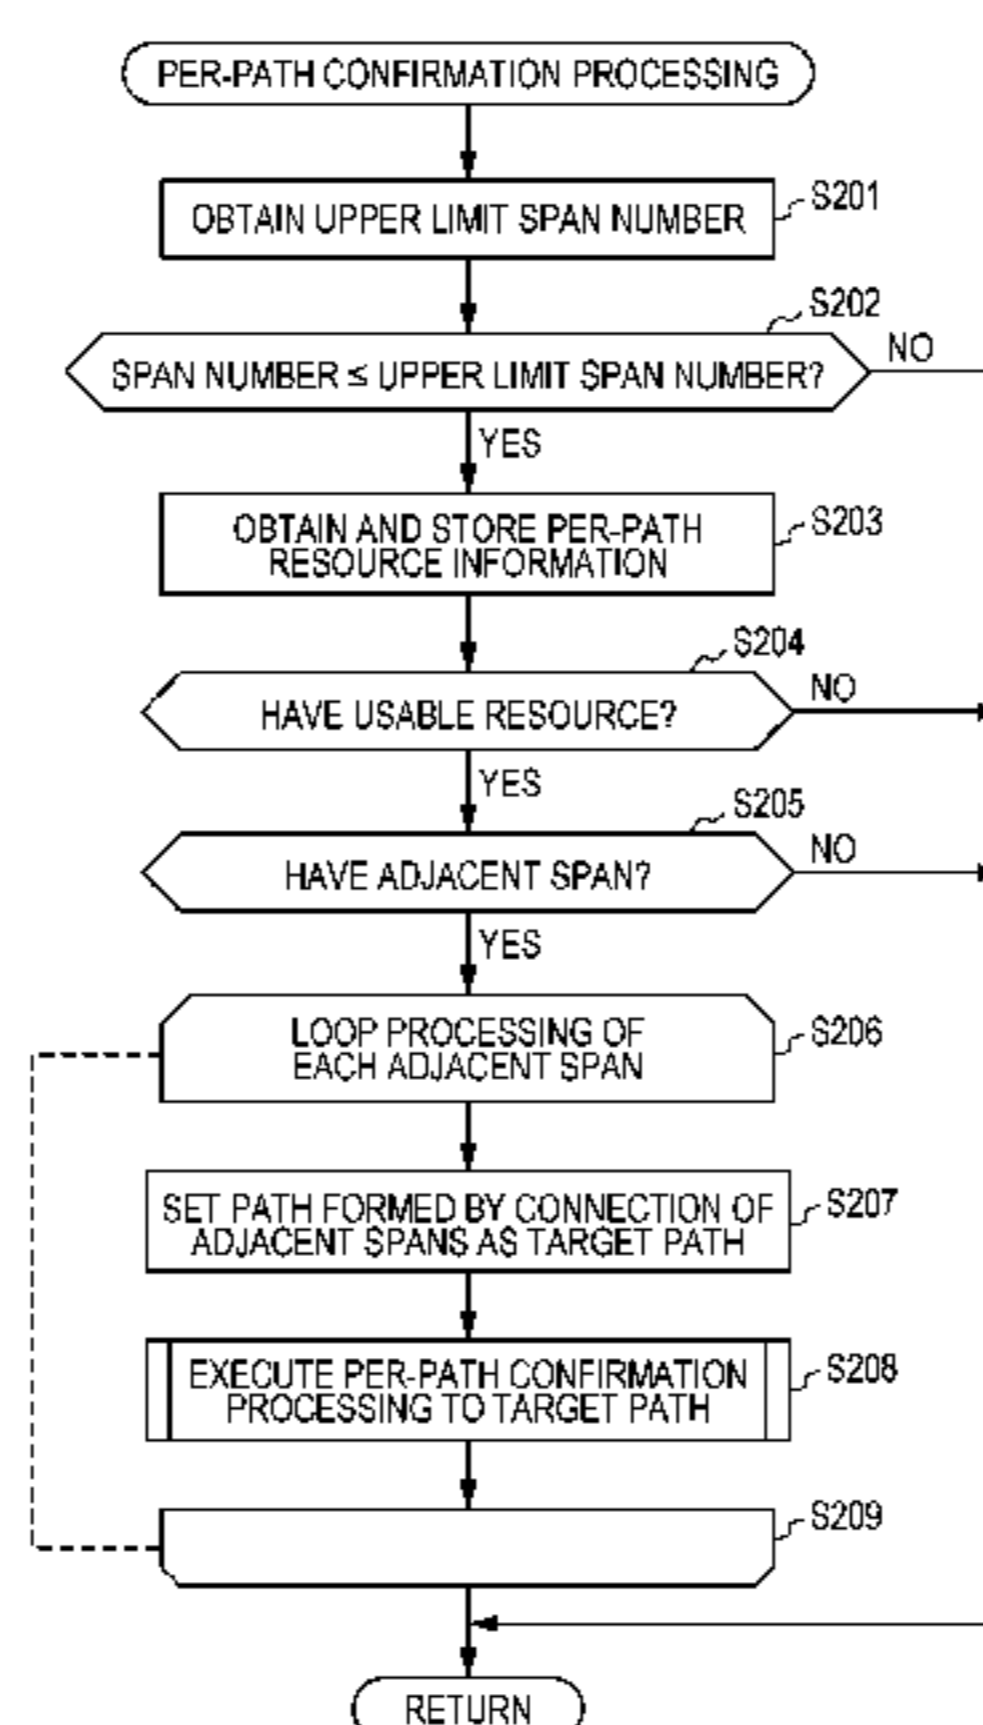 PER-PATH CONFIRMATION PROCESSING
OBTAIN UPPER LIMIT SPAN NUMBER
S201
S202
SPAN NUMBER ≤ UPPER LIMIT SPAN NUMBER?
NO
YES
OBTAIN AND STORE PER-PATH
RESOURCE INFORMATION
S203
S204
HAVE USABLE RESOURCE?
NO
YES
S205
HAVE ADJACENT SPAN?
NO
YES
LOOP PROCESSING OF
EACH ADJACENT SPAN
S206
SET PATH FORMED BY CONNECTION OF
ADJACENT SPANS AS TARGET PATH
S207
EXECUTE PER-PATH CONFIRMATION
PROCESSING TO TARGET PATH
S208
S209
RETURN